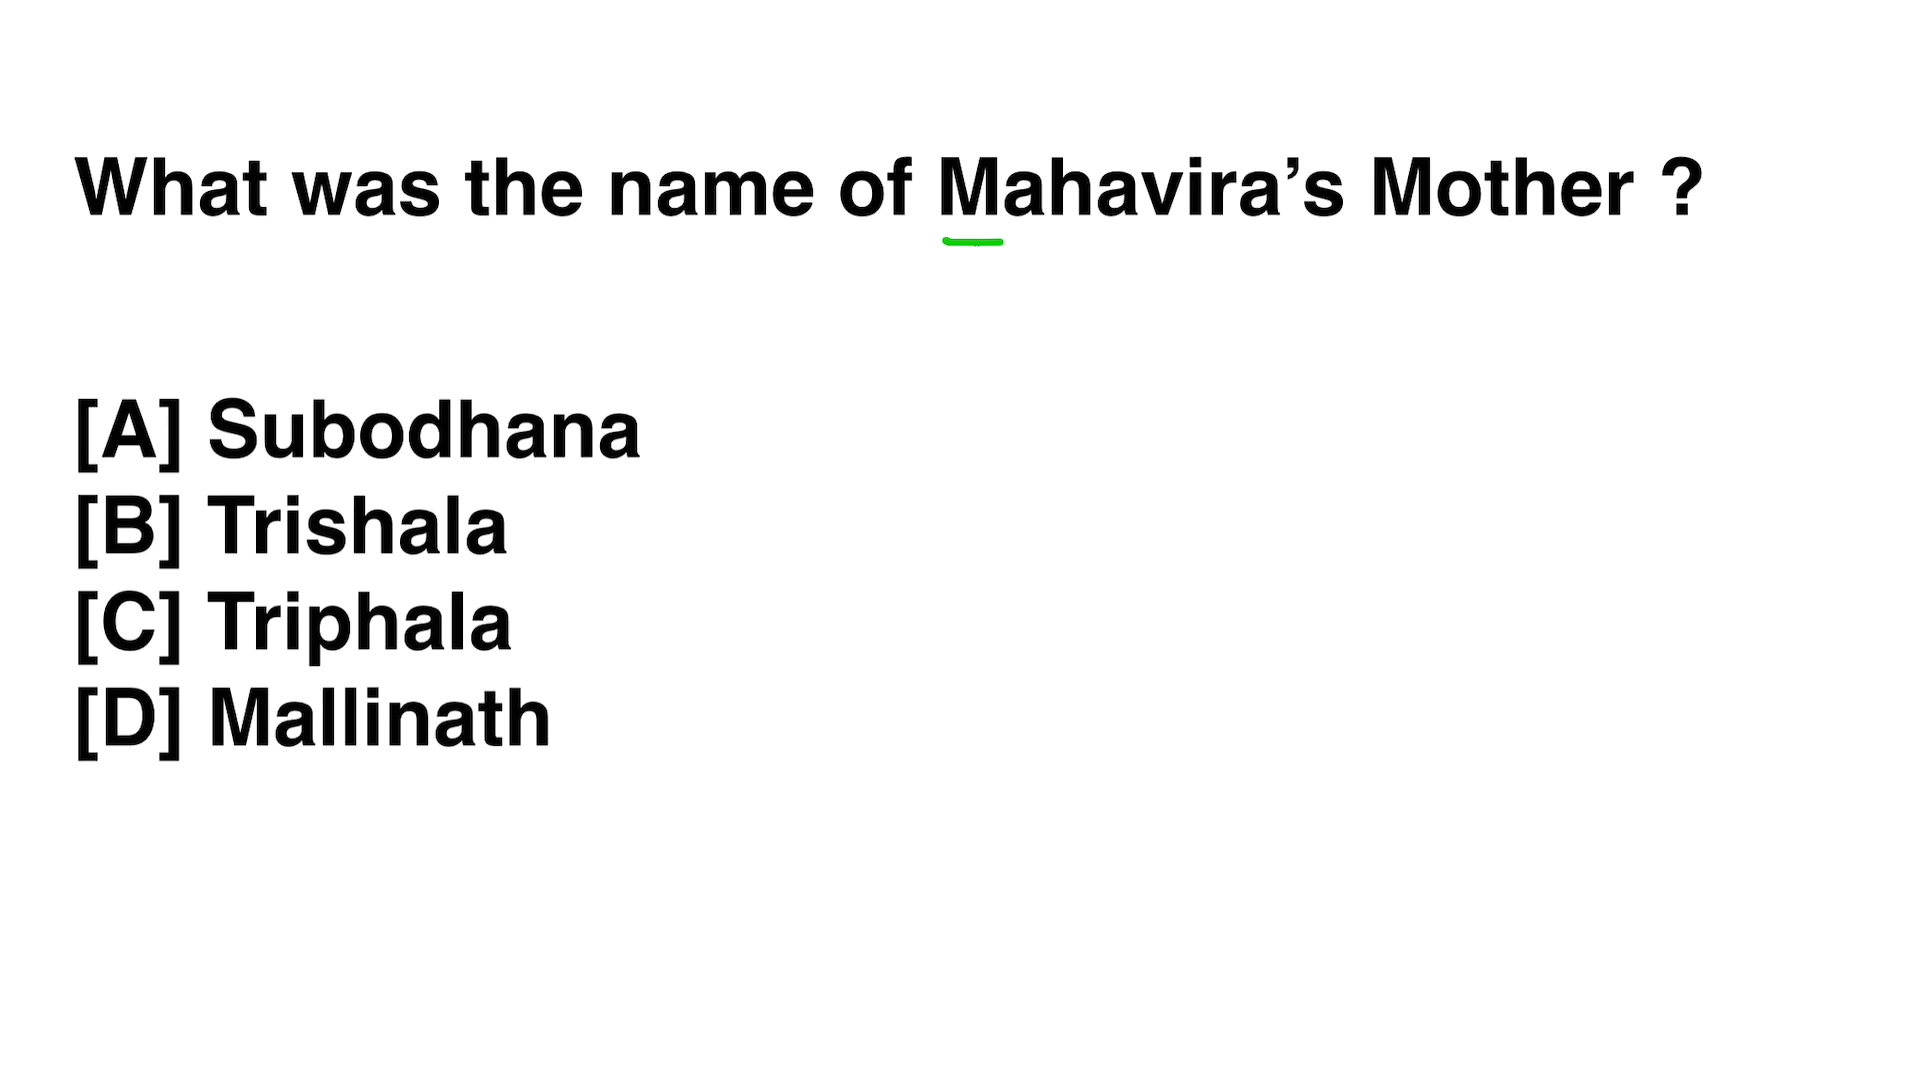 What was the name of Mahavira’s Mother ?
[A] Subodhana
[B] Trishala
[C] Triphala
[D] Mallinath